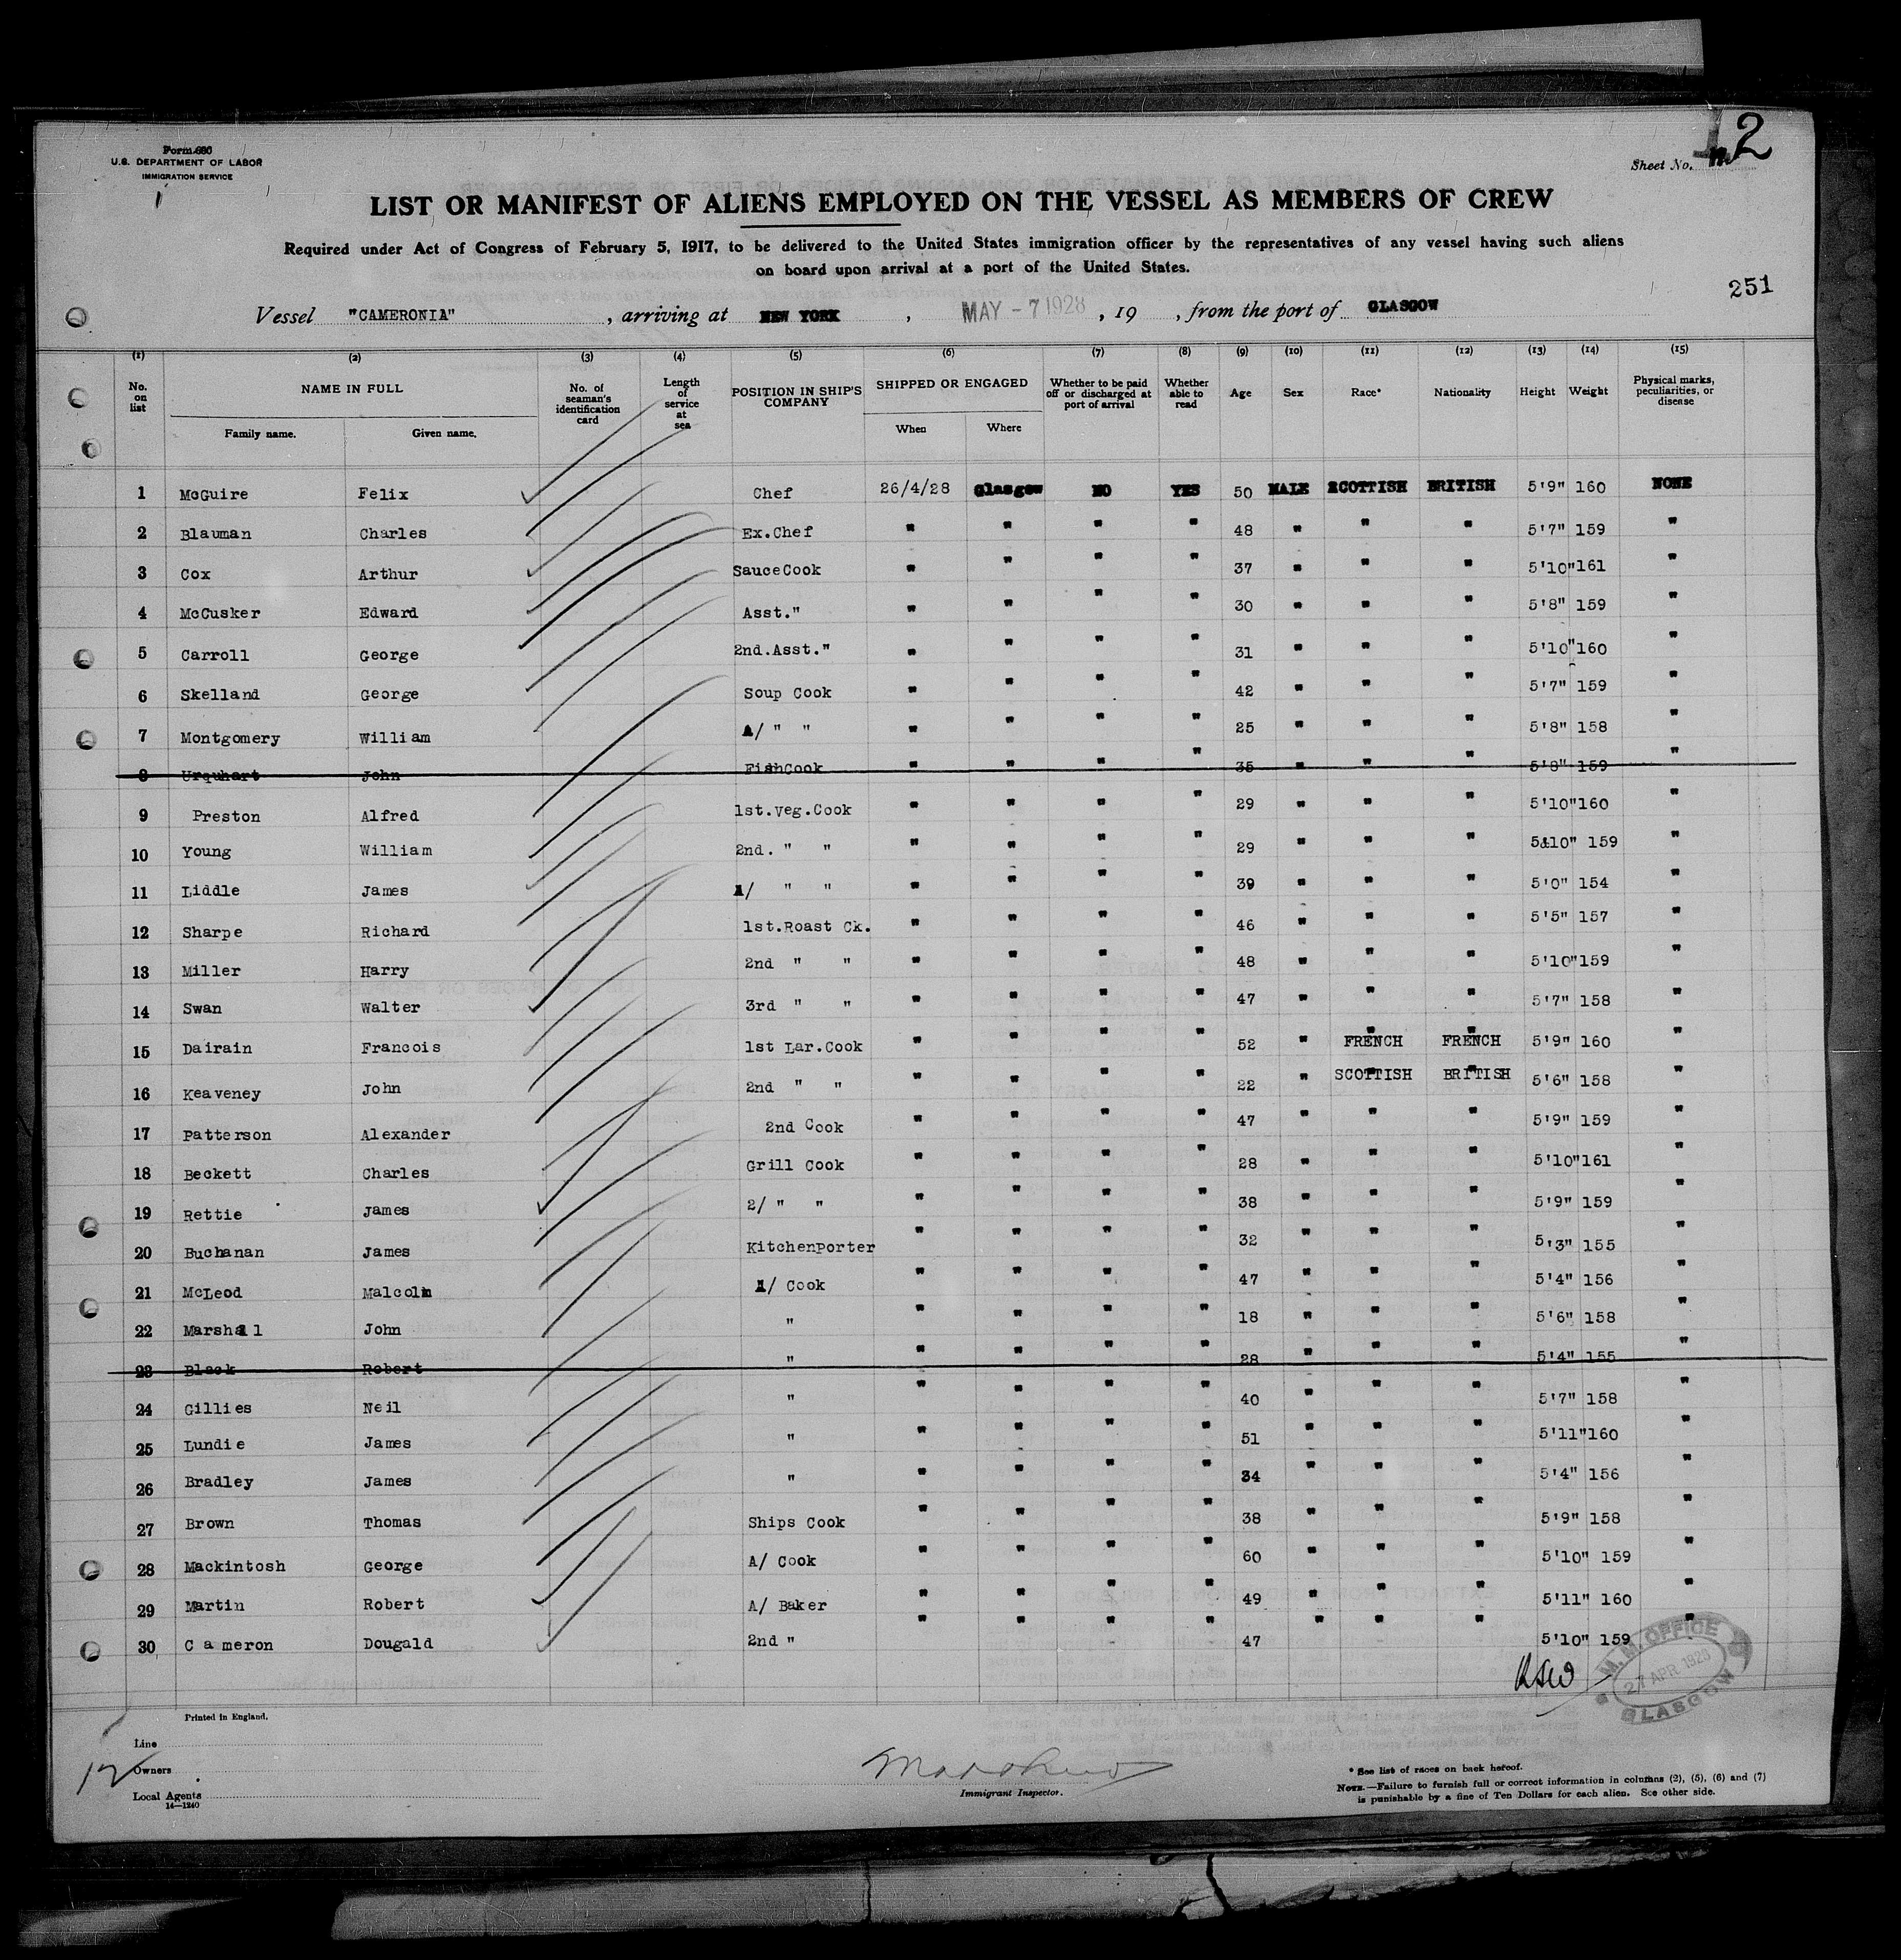 Form 680
U.S. DEPARTMENT OF LABOR
IMMIGRATION SERVICE
Sheet No. 2
LIST OR MANIFEST OF ALIENS EMPLOYED ON THE VESSEL AS MEMBERS OF CREW
Required under Act of Congress of February 5, 1917, to be delivered to the United States immigration officer by the representatives of any vessel having such aliens
on board upon arrival at a port of the United States.
251
Vessel "CAMERONIA" , arriving at NEW YORK , MAY - 7 1928 , 19 , from the port of GLASGOW
(1) (2) (3) (4) (5) (6) (7) (8) (9) (10) (11) (12) (13) (14) (15)
No. on list NAME IN FULL Family name. Given name. No. of seaman's identification card Length of service at sea POSITION IN SHIP'S COMPANY SHIPPED OR ENGAGED When Where Whether to be paid off or discharged at port of arrival Whether able to read Age Sex Race* Nationality Height Weight Physical marks, peculiarities, or disease
1 McGuire Felix Chef 26/4/28 Glasgow NO YES 50 MALE SCOTTISH BRITISH 5'9" 160 NONE
2 Blauman Charles Ex.Chef " " " " 48 " " " 5'7" 159 "
3 Cox Arthur SauceCook " " " " 37 " " " 5'10" 161 "
4 McCusker Edward Asst." " " " " 30 " " " 5'8" 159 "
5 Carroll George 2nd.Asst." " " " " 31 " " " 5'10" 160 "
6 Skelland George Soup Cook " " " " 42 " " " 5'7" 159 "
7 Montgomery William A/ " " " " " " 25 " " " 5'8" 158 "
8 Urquhart John FishCook " " " " 35 " " " 5'8" 159 "
9 Preston Alfred 1st.Veg.Cook " " " " 29 " " " 5'10" 160 "
10 Young William 2nd. " " " " " " 29 " " " 5&10" 159 "
11 Liddle James A/ " " " " " " 39 " " " 5'0" 154 "
12 Sharpe Richard 1st.Roast Ck. " " " " 46 " " " 5'5" 157 "
13 Miller Harry 2nd " " " " " " 48 " " " 5'10" 159 "
14 Swan Walter 3rd " " " " " " 47 " " " 5'7" 158 "
15 Dairain Francois 1st Lar.Cook " " " " 52 " FRENCH FRENCH 5'9" 160 "
16 Keaveney John 2nd " " " " " " 22 " SCOTTISH BRITISH 5'6" 158 "
17 Patterson Alexander 2nd Cook " " " " 47 " " " 5'9" 159 "
18 Beckett Charles Grill Cook " " " " 28 " " " 5'10" 161 "
19 Rettie James 2/ " " " " " " 38 " " " 5'9" 159 "
20 Buchanan James KitchenPorter " " " " 32 " " " 5'3" 155 "
21 McLeod Malcolm A/ Cook " " " " 47 " " " 5'4" 156 "
22 Marshall John " " " " " 18 " " " 5'6" 158 "
23 Black Robert " " " " " 28 " " " 5'4" 155 "
24 Gillies Neil " " " " " 40 " " " 5'7" 158 "
25 Lundie James " " " " " 51 " " " 5'11" 160 "
26 Bradley James " " " " " 34 " " " 5'4" 156 "
27 Brown Thomas Ships Cook " " " " 38 " " " 5'9" 158 "
28 Mackintosh George A/ Cook " " " " 60 " " " 5'10" 159 "
29 Martin Robert A/ Baker " " " " 49 " " " 5'11" 160 "
30 Cameron Dougald 2nd " " " " " 47 " " " 5'10" 159 "
M.M. OFFICE
27 APR 1928
GLASGOW
Printed in England.
Line
Owners
Local Agents
14—1240
12
Immigrant Inspector.
* See list of races on back hereof.
NOTE.—Failure to furnish full or correct information in columns (2), (5), (6) and (7)
is punishable by a fine of Ten Dollars for each alien. See other side.